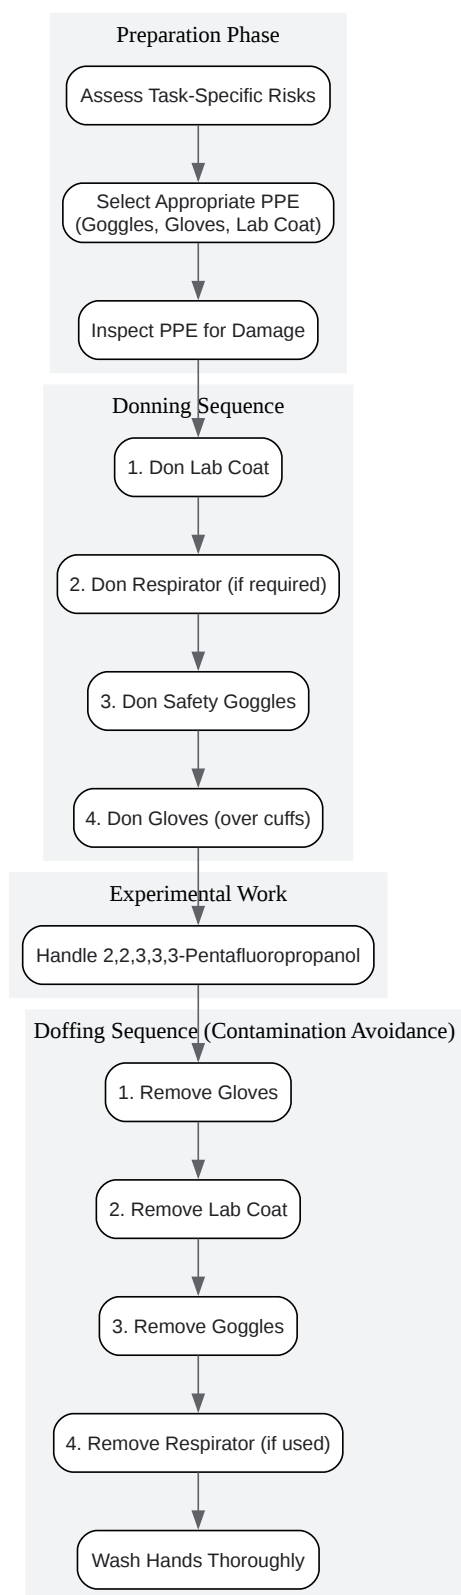 Preparation Phase
Assess Task-Specific Risks
Select Appropriate PPE
(Goggles, Gloves, Lab Coat)
Inspect PPE for Damage
Donning Sequence
1. Don Lab Coat
2. Don Respirator (if required)
3. Don Safety Goggles
4. Don Gloves (over cuffs)
Experimental Work
Handle 2,2,3,3,3-Pentafluoropropanol
Doffing Sequence (Contamination Avoidance)
1. Remove Gloves
2. Remove Lab Coat
3. Remove Goggles
4. Remove Respirator (if used)
Wash Hands Thoroughly